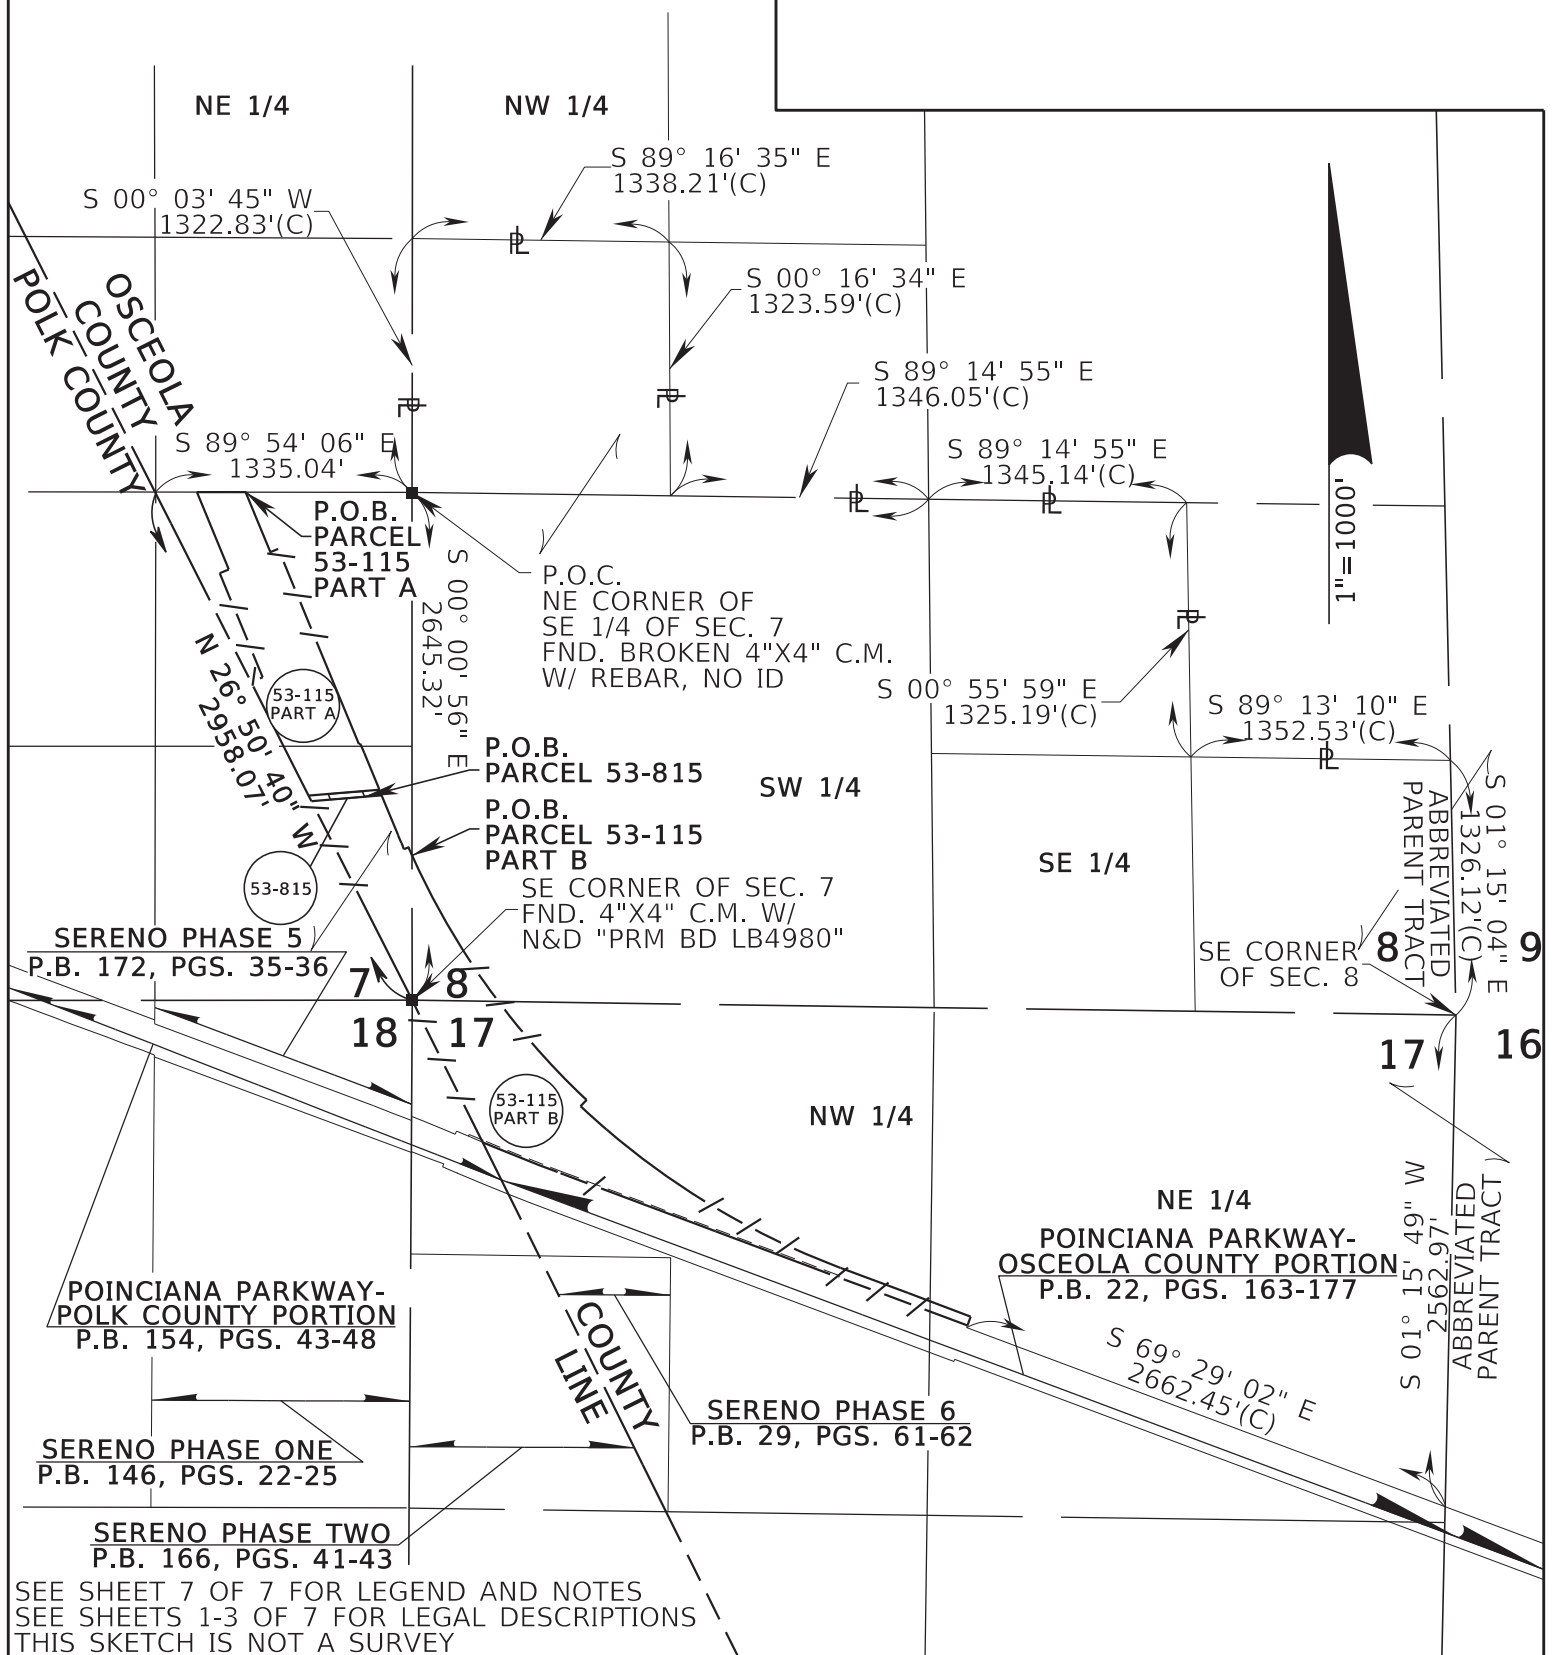 NE 1/4
NW 1/4
S 89° 16' 35" E
1338.21'(C)
S 00° 03' 45" W
1322.83'(C)
PL
S 00° 16' 34" E
1323.59'(C)
OSCEOLA
COUNTY
POLK COUNTY
PL
PL
S 89° 14' 55" E
1346.05'(C)
S 89° 54' 06" E
1335.04'
S 89° 14' 55" E
1345.14'(C)
PL
PL
1"=1000'
P.O.B.
PARCEL
53-115
PART A
S 00° 00' 56" E
2645.32'
P.O.C.
NE CORNER OF
SE 1/4 OF SEC. 7
FND. BROKEN 4"X4" C.M.
W/ REBAR, NO ID
PL
N 26° 50' 40" W
2958.07'
53-115
PART A
S 00° 55' 59" E
1325.19'(C)
S 89° 13' 10" E
1352.53'(C)
PL
P.O.B.
PARCEL 53-815
SW 1/4
P.O.B.
PARCEL 53-115
PART B
SE 1/4
S 01° 15' 04" E
1326.12'(C)
ABBREVIATED
PARENT TRACT
53-815
SE CORNER OF SEC. 7
FND. 4"X4" C.M. W/
N&D "PRM BD LB4980"
SERENO PHASE 5
P.B. 172, PGS. 35-36
SE CORNER
OF SEC. 8
8
9
7
8
18
17
17
16
53-115
PART B
NW 1/4
NE 1/4
POINCIANA PARKWAY-
OSCEOLA COUNTY PORTION
P.B. 22, PGS. 163-177
S 01° 15' 49" W
2562.97'
ABBREVIATED
PARENT TRACT
POINCIANA PARKWAY-
POLK COUNTY PORTION
P.B. 154, PGS. 43-48
COUNTY
LINE
S 69° 29' 02" E
2662.45'(C)
SERENO PHASE 6
P.B. 29, PGS. 61-62
SERENO PHASE ONE
P.B. 146, PGS. 22-25
SERENO PHASE TWO
P.B. 166, PGS. 41-43
SEE SHEET 7 OF 7 FOR LEGEND AND NOTES
SEE SHEETS 1-3 OF 7 FOR LEGAL DESCRIPTIONS
THIS SKETCH IS NOT A SURVEY